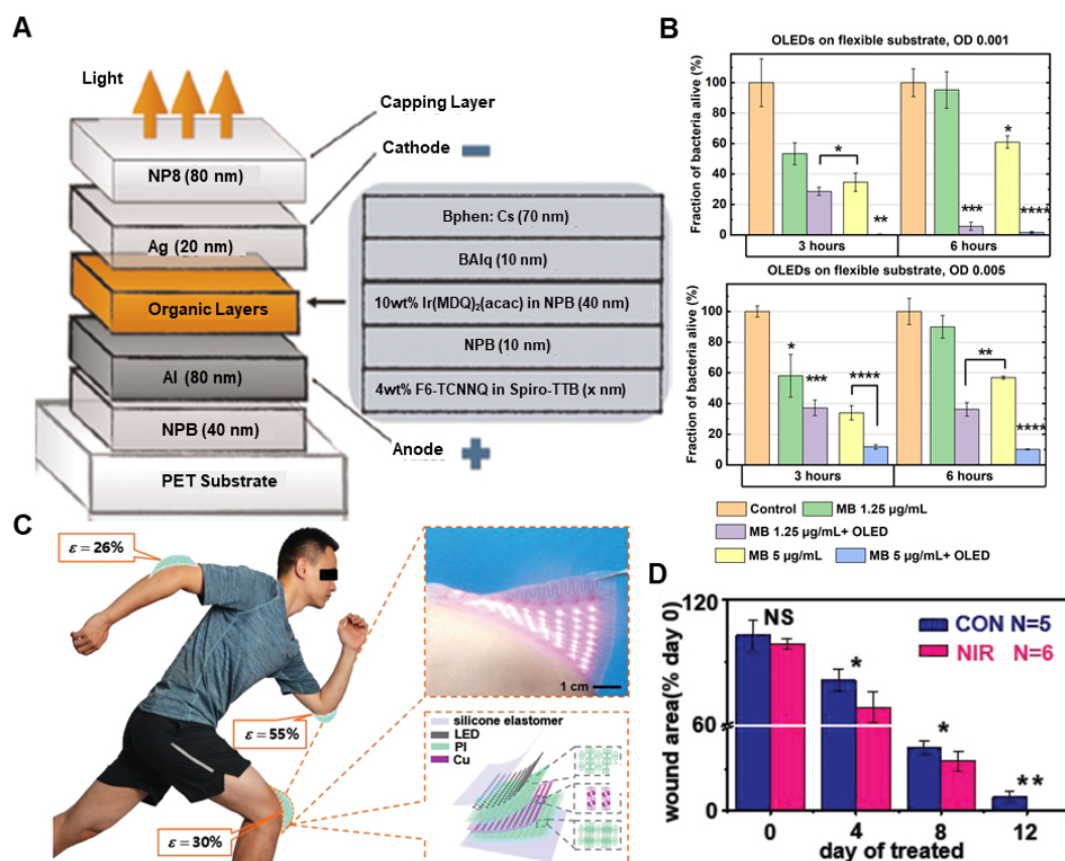 A
Light
Capping Layer
Cathode
NP8 (80 nm)
Ag (20 nm)
Organic Layers
Al (80 nm)
NPB (40 nm)
PET Substrate
Anode
Bphen: Cs (70 nm)
BAlq (10 nm)
10wt% Ir(MDQ)₂(acac) in NPB (40 nm)
NPB (10 nm)
4wt% F6-TCNNQ in Spiro-TTB (x nm)
B
OLEDs on flexible substrate, OD 0.001
Fraction of bacteria alive (%)
100
80
60
40
20
0
*
**
***
*
****
3 hours
6 hours
OLEDs on flexible substrate, OD 0.005
Fraction of bacteria alive (%)
100
80
60
40
20
0
*
***
****
**
****
3 hours
6 hours
Control
MB 1.25 µg/mL
MB 1.25 µg/mL+ OLED
MB 5 µg/mL
MB 5 µg/mL+ OLED
C
ε = 26%
ε = 55%
ε = 30%
1 cm
silicone elastomer
LED
PI
Cu
D
wound area(% day 0)
120
60
0
NS
*
*
**
CON N=5
NIR N=6
0 4 8 12
day of treated